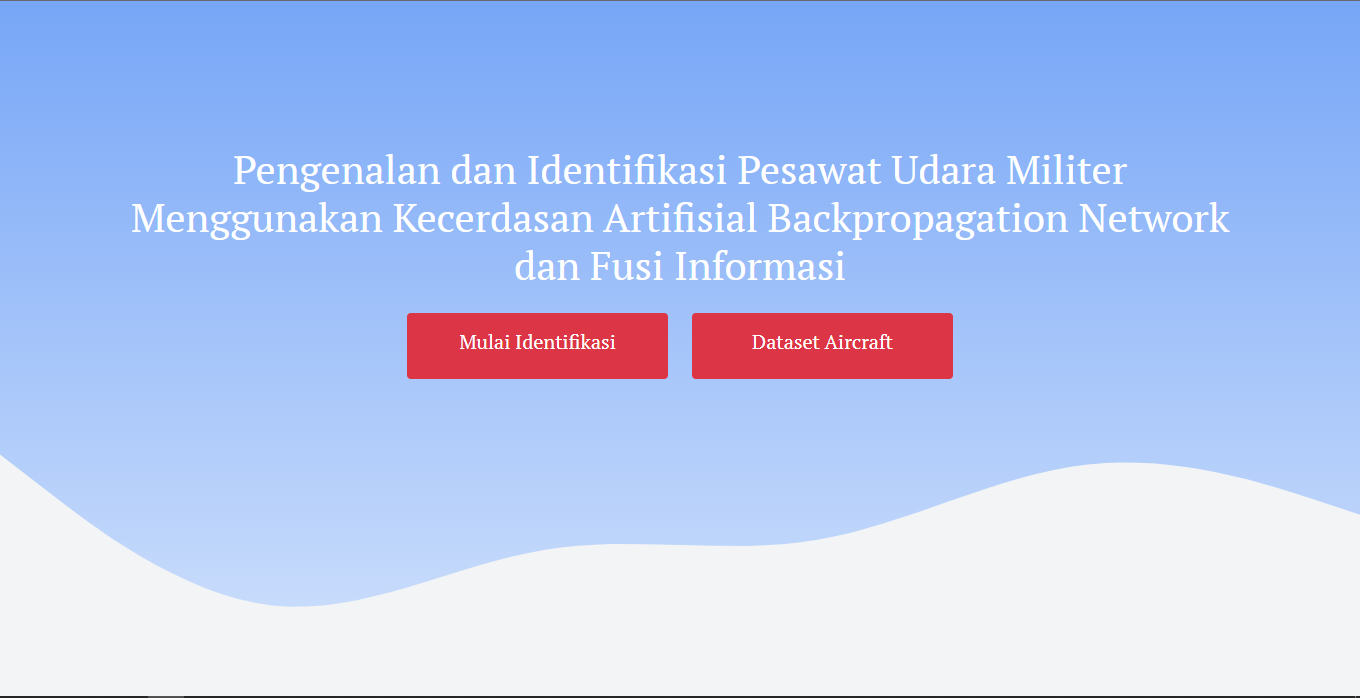 Pengenalan dan Identifikasi Pesawat Udara Militer
Menggunakan Kecerdasan Artifisial Backpropagation Network
dan Fusi Informasi
Mulai Identifikasi
Dataset Aircraft